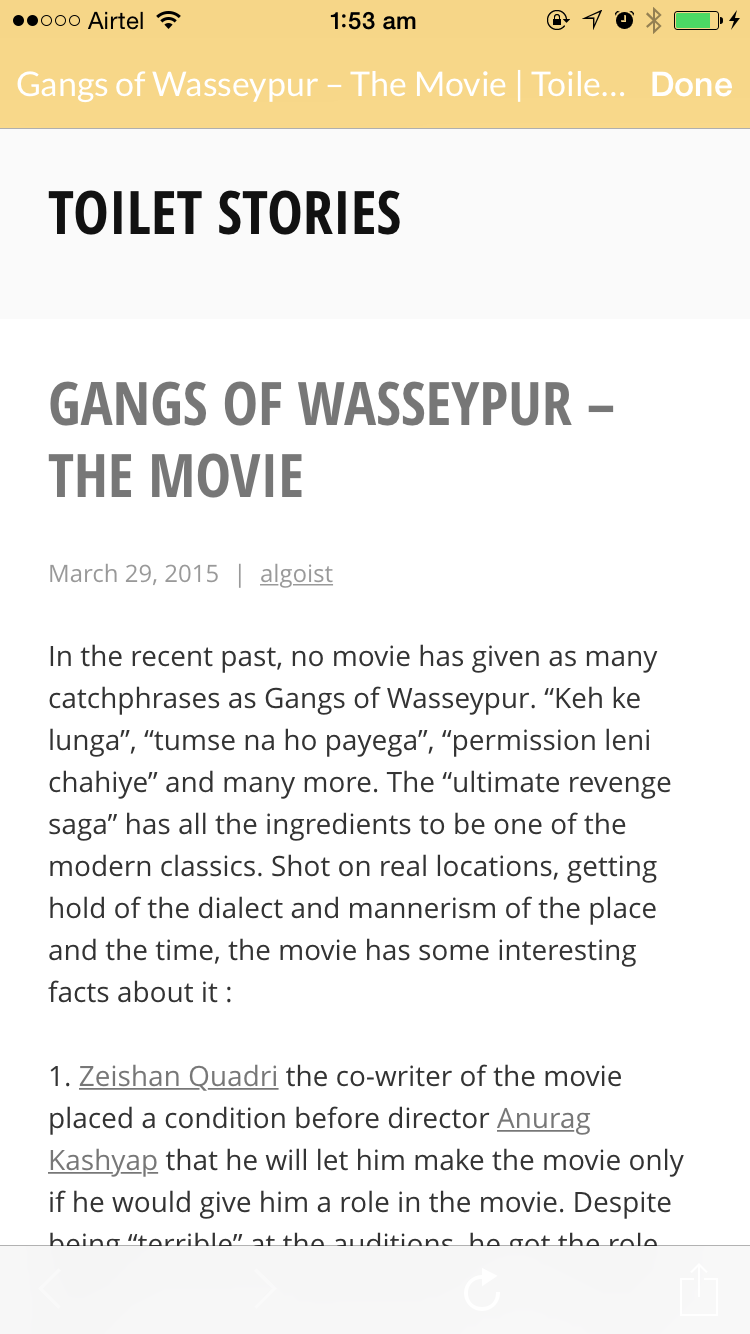 Airtel 1:53 am
Gangs of Wasseypur – The Movie | Toile... Done
TOILET STORIES
GANGS OF WASSEYPUR –
THE MOVIE
March 29, 2015 | algoist
In the recent past, no movie has given as many
catchphrases as Gangs of Wasseypur. “Keh ke
lunga”, “tumse na ho payega”, “permission leni
chahiye” and many more. The “ultimate revenge
saga” has all the ingredients to be one of the
modern classics. Shot on real locations, getting
hold of the dialect and mannerism of the place
and the time, the movie has some interesting
facts about it :
1. Zeishan Quadri the co-writer of the movie
placed a condition before director Anurag
Kashyap that he will let him make the movie only
if he would give him a role in the movie. Despite
being “terrible” at the auditions, he got the role